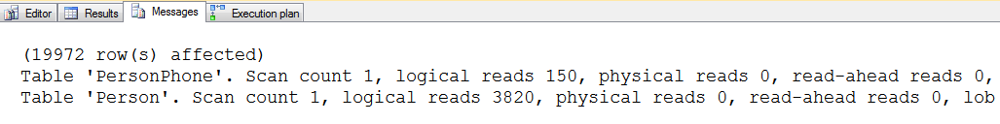 Editor Results Messages Execution plan
(19972 row(s) affected)
Table 'PersonPhone'. Scan count 1, logical reads 150, physical reads 0, read-ahead reads 0,
Table 'Person'. Scan count 1, logical reads 3820, physical reads 0, read-ahead reads 0, lob